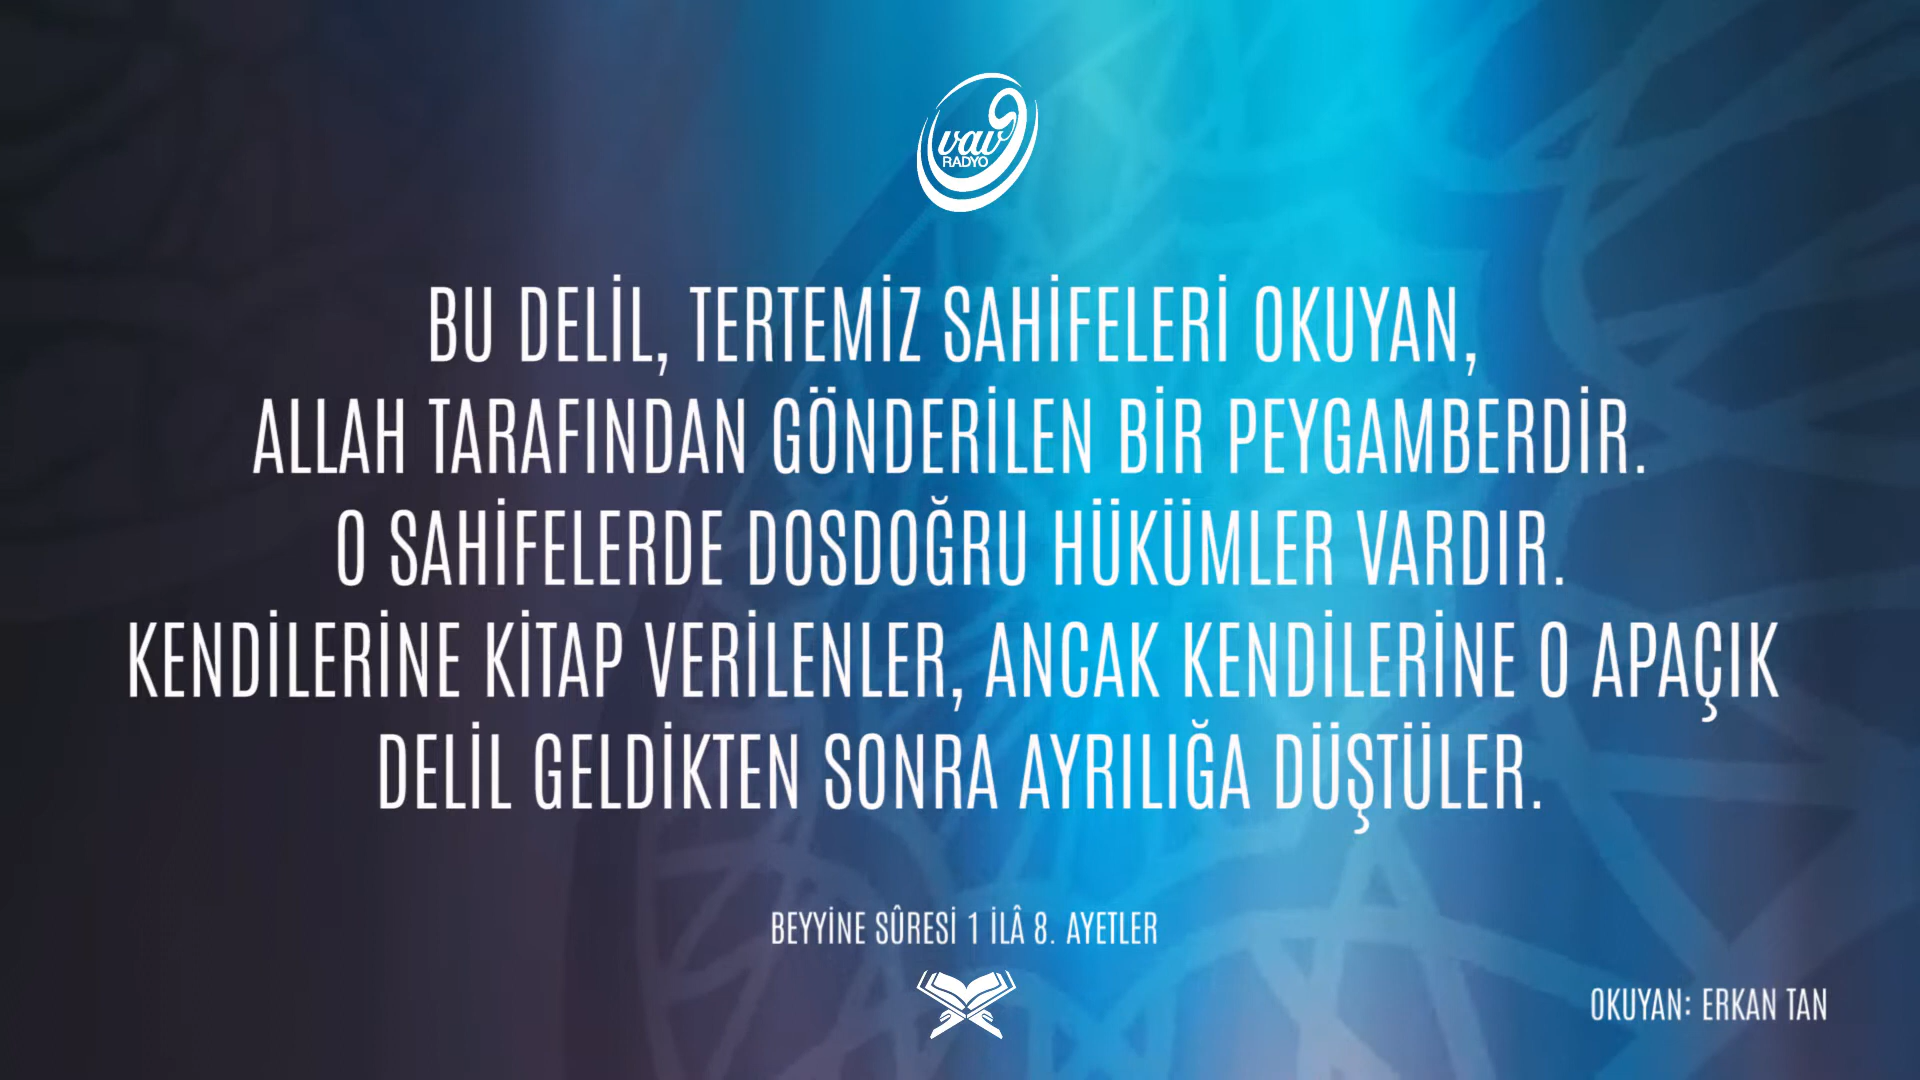 vav
RADYO
BU DELİL, TERTEMİZ SAHİFELERİ OKUYAN,
ALLAH TARAFINDAN GÖNDERİLEN BİR PEYGAMBERDİR.
O SAHİFELERDE DOSDOĞRU HÜKÜMLER VARDIR.
KENDİLERİNE KİTAP VERİLENLER, ANCAK KENDİLERİNE O APAÇIK
DELİL GELDİKTEN SONRA AYRILIĞA DÜŞTÜLER.
BEYYİNE SÛRESİ 1 İLÂ 8. AYETLER
OKUYAN: ERKAN TAN